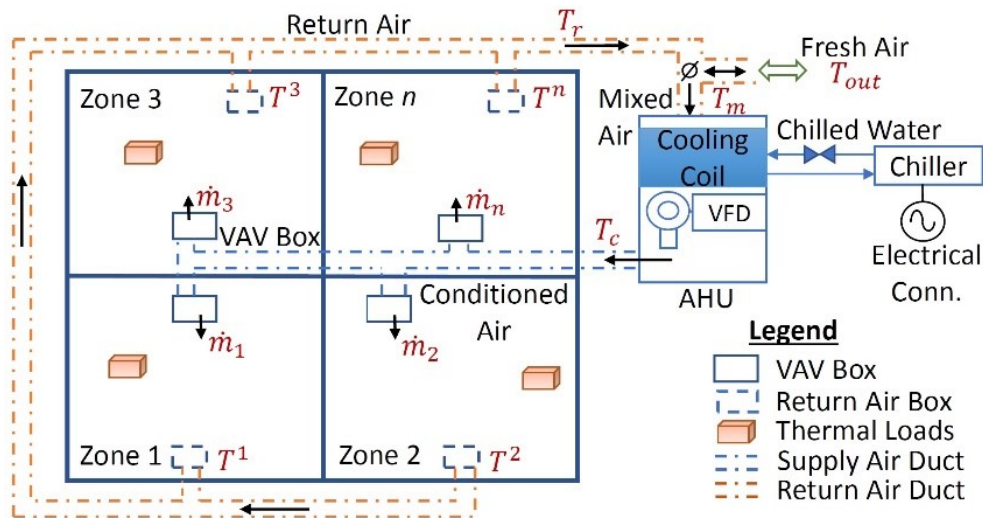 Return Air
T_r
Fresh Air
T_out
Zone 3
T^3
Zone n
T^n
Mixed
Air
T_m
Cooling
Coil
Chilled Water
Chiller
VFD
ṁ_3
VAV Box
ṁ_n
T_c
AHU
Electrical
Conn.
Conditioned
Air
ṁ_1
ṁ_2
Zone 1
T^1
Zone 2
T^2
Legend
VAV Box
Return Air Box
Thermal Loads
Supply Air Duct
Return Air Duct